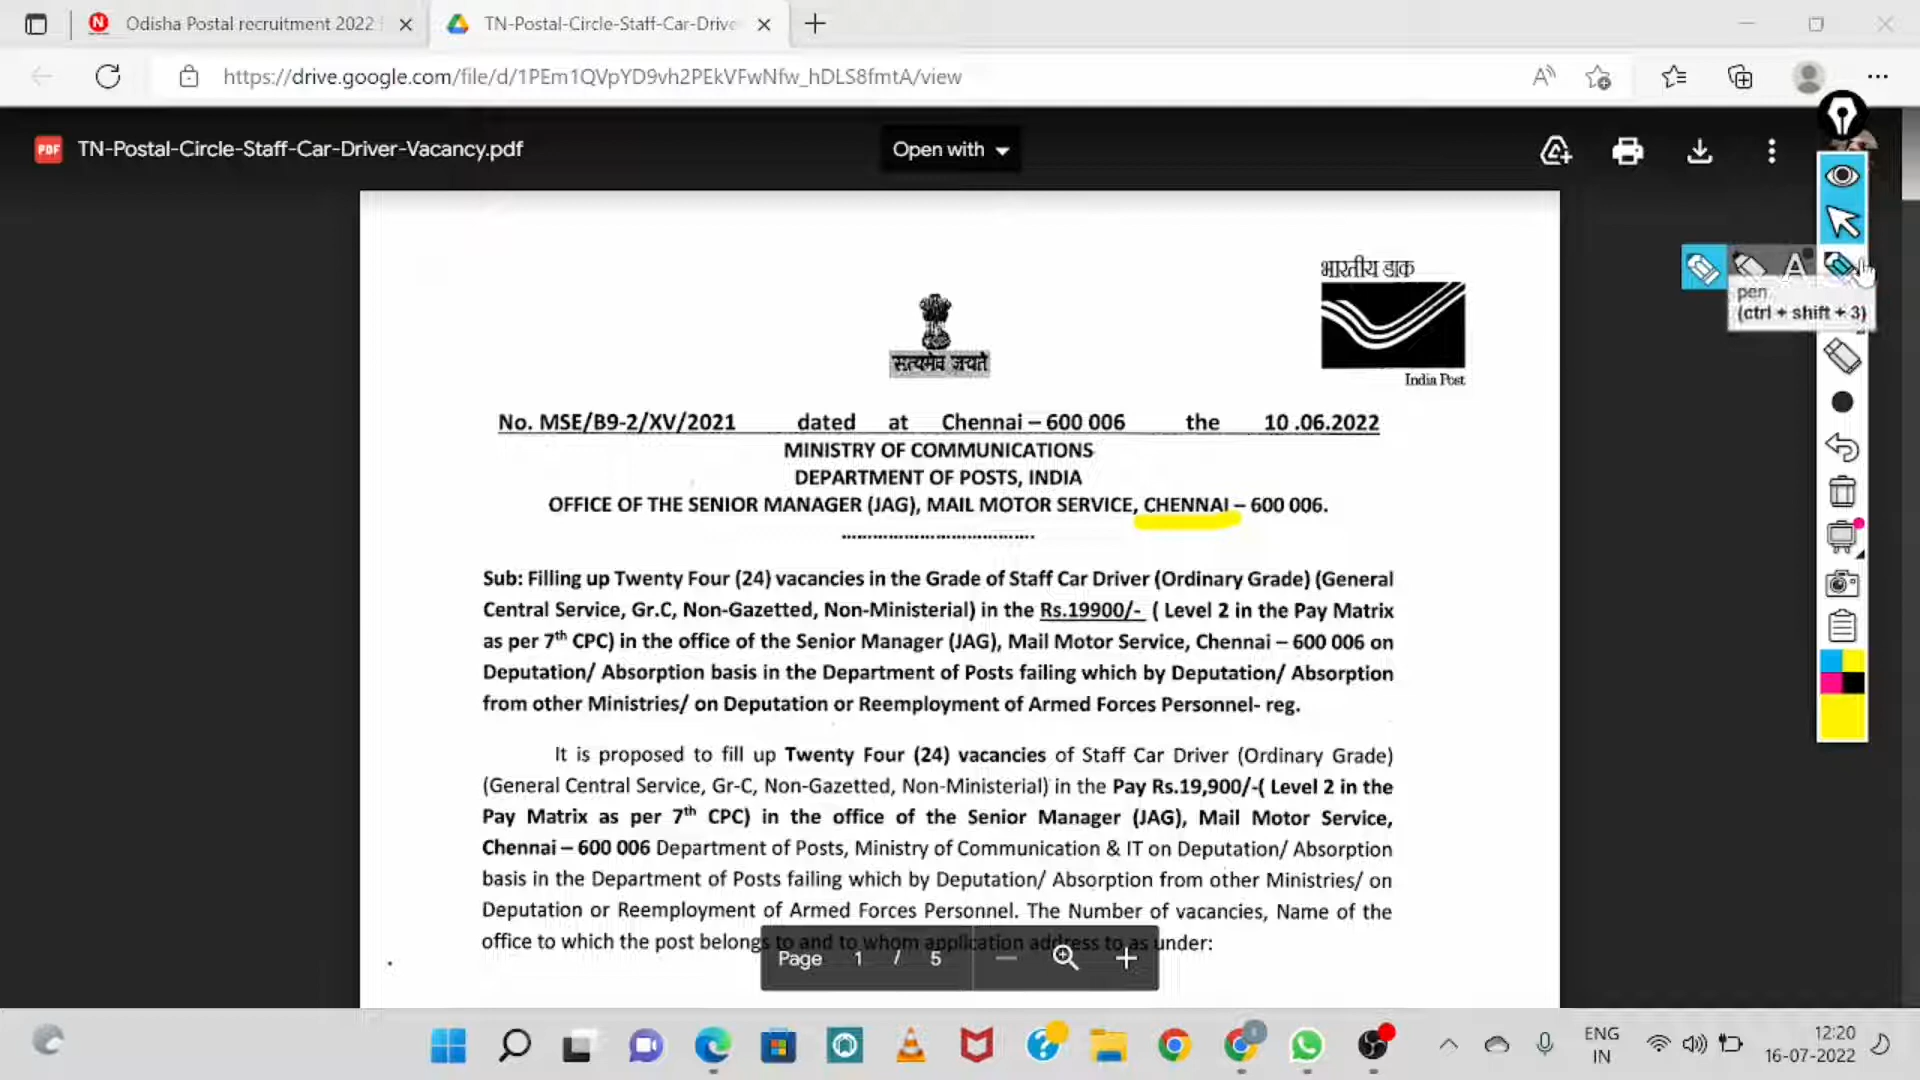 Odisha Postal recruitment 2022
TN-Postal-Circle-Staff-Car-Drive
https://drive.google.com/file/d/1PEm1QVpYD9vh2PEkVFwNfw_hDLS8fmtA/view
PDF
TN-Postal-Circle-Staff-Car-Driver-Vacancy.pdf
Open with
A
pen
(ctrl + shift + 3)
भारतीय डाक
सत्यमेव जयते
India Post
No. MSE/B9-2/XV/2021 dated at Chennai – 600 006 the 10 .06.2022
MINISTRY OF COMMUNICATIONS
DEPARTMENT OF POSTS, INDIA
OFFICE OF THE SENIOR MANAGER (JAG), MAIL MOTOR SERVICE, CHENNAI – 600 006.
Sub: Filling up Twenty Four (24) vacancies in the Grade of Staff Car Driver (Ordinary Grade) (General
Central Service, Gr.C, Non-Gazetted, Non-Ministerial) in the Rs.19900/- ( Level 2 in the Pay Matrix
as per 7th CPC) in the office of the Senior Manager (JAG), Mail Motor Service, Chennai – 600 006 on
Deputation/ Absorption basis in the Department of Posts failing which by Deputation/ Absorption
from other Ministries/ on Deputation or Reemployment of Armed Forces Personnel- reg.
It is proposed to fill up Twenty Four (24) vacancies of Staff Car Driver (Ordinary Grade)
(General Central Service, Gr-C, Non-Gazetted, Non-Ministerial) in the Pay Rs.19,900/-( Level 2 in the
Pay Matrix as per 7th CPC) in the office of the Senior Manager (JAG), Mail Motor Service,
Chennai – 600 006 Department of Posts, Ministry of Communication & IT on Deputation/ Absorption
basis in the Department of Posts failing which by Deputation/ Absorption from other Ministries/ on
Deputation or Reemployment of Armed Forces Personnel. The Number of vacancies, Name of the
office to which the post belongs to and to whom application address to as under:
Page 1 / 5
ENG
IN
12:20
16-07-2022